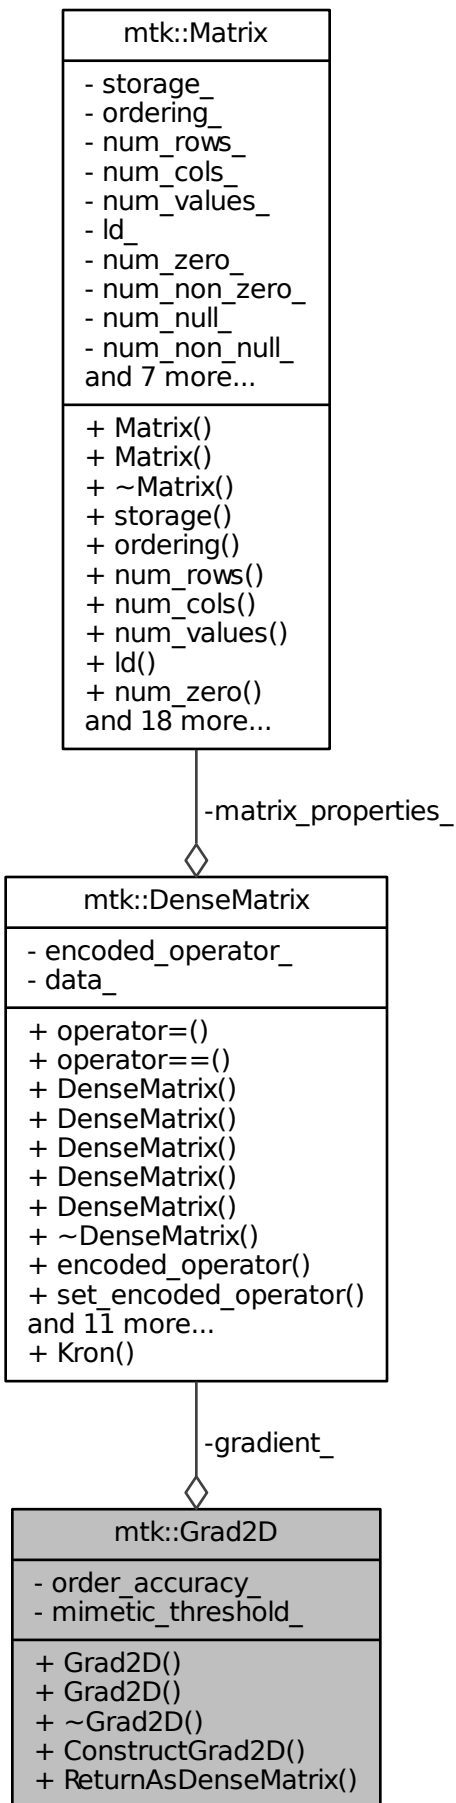 mtk::Matrix
- storage_
- ordering_
- num_rows_
- num_cols_
- num_values_
- ld_
- num_zero_
- num_non_zero_
- num_null_
- num_non_null_
and 7 more...
+ Matrix()
+ Matrix()
+ ~Matrix()
+ storage()
+ ordering()
+ num_rows()
+ num_cols()
+ num_values()
+ ld()
+ num_zero()
and 18 more...
-matrix_properties_
mtk::DenseMatrix
- encoded_operator_
- data_
+ operator=()
+ operator==()
+ DenseMatrix()
+ DenseMatrix()
+ DenseMatrix()
+ DenseMatrix()
+ DenseMatrix()
+ ~DenseMatrix()
+ encoded_operator()
+ set_encoded_operator()
and 11 more...
+ Kron()
-gradient_
mtk::Grad2D
- order_accuracy_
- mimetic_threshold_
+ Grad2D()
+ Grad2D()
+ ~Grad2D()
+ ConstructGrad2D()
+ ReturnAsDenseMatrix()